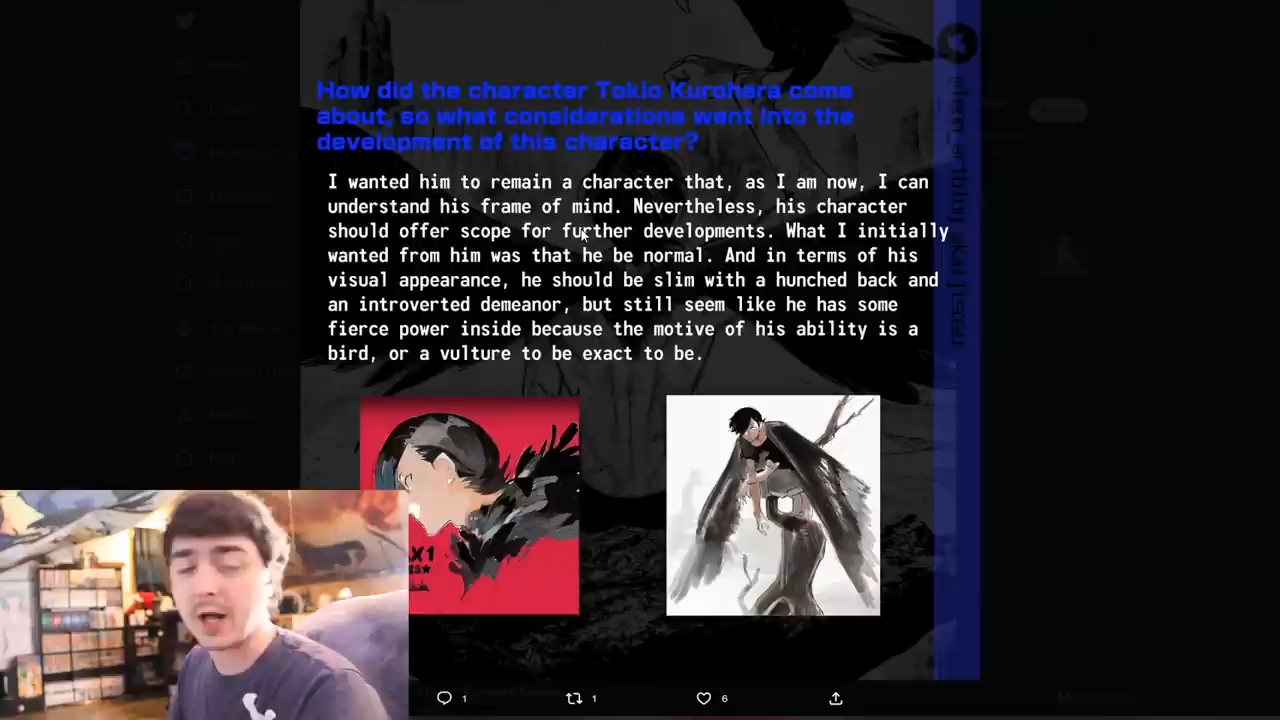 How did the character Tokio Kurohara come
about, so what considerations went into the
development of this character?
I wanted him to remain a character that, as I am now, I can
understand his frame of mind. Nevertheless, his character
should offer scope for further developments. What I initially
wanted from him was that he be normal. And in terms of his
visual appearance, he should be slim with a hunched back and
an introverted demeanor, but still seem like he has some
fierce power inside because the motive of his ability is a
bird, or a vulture to be exact to be.
X1
1
1
6